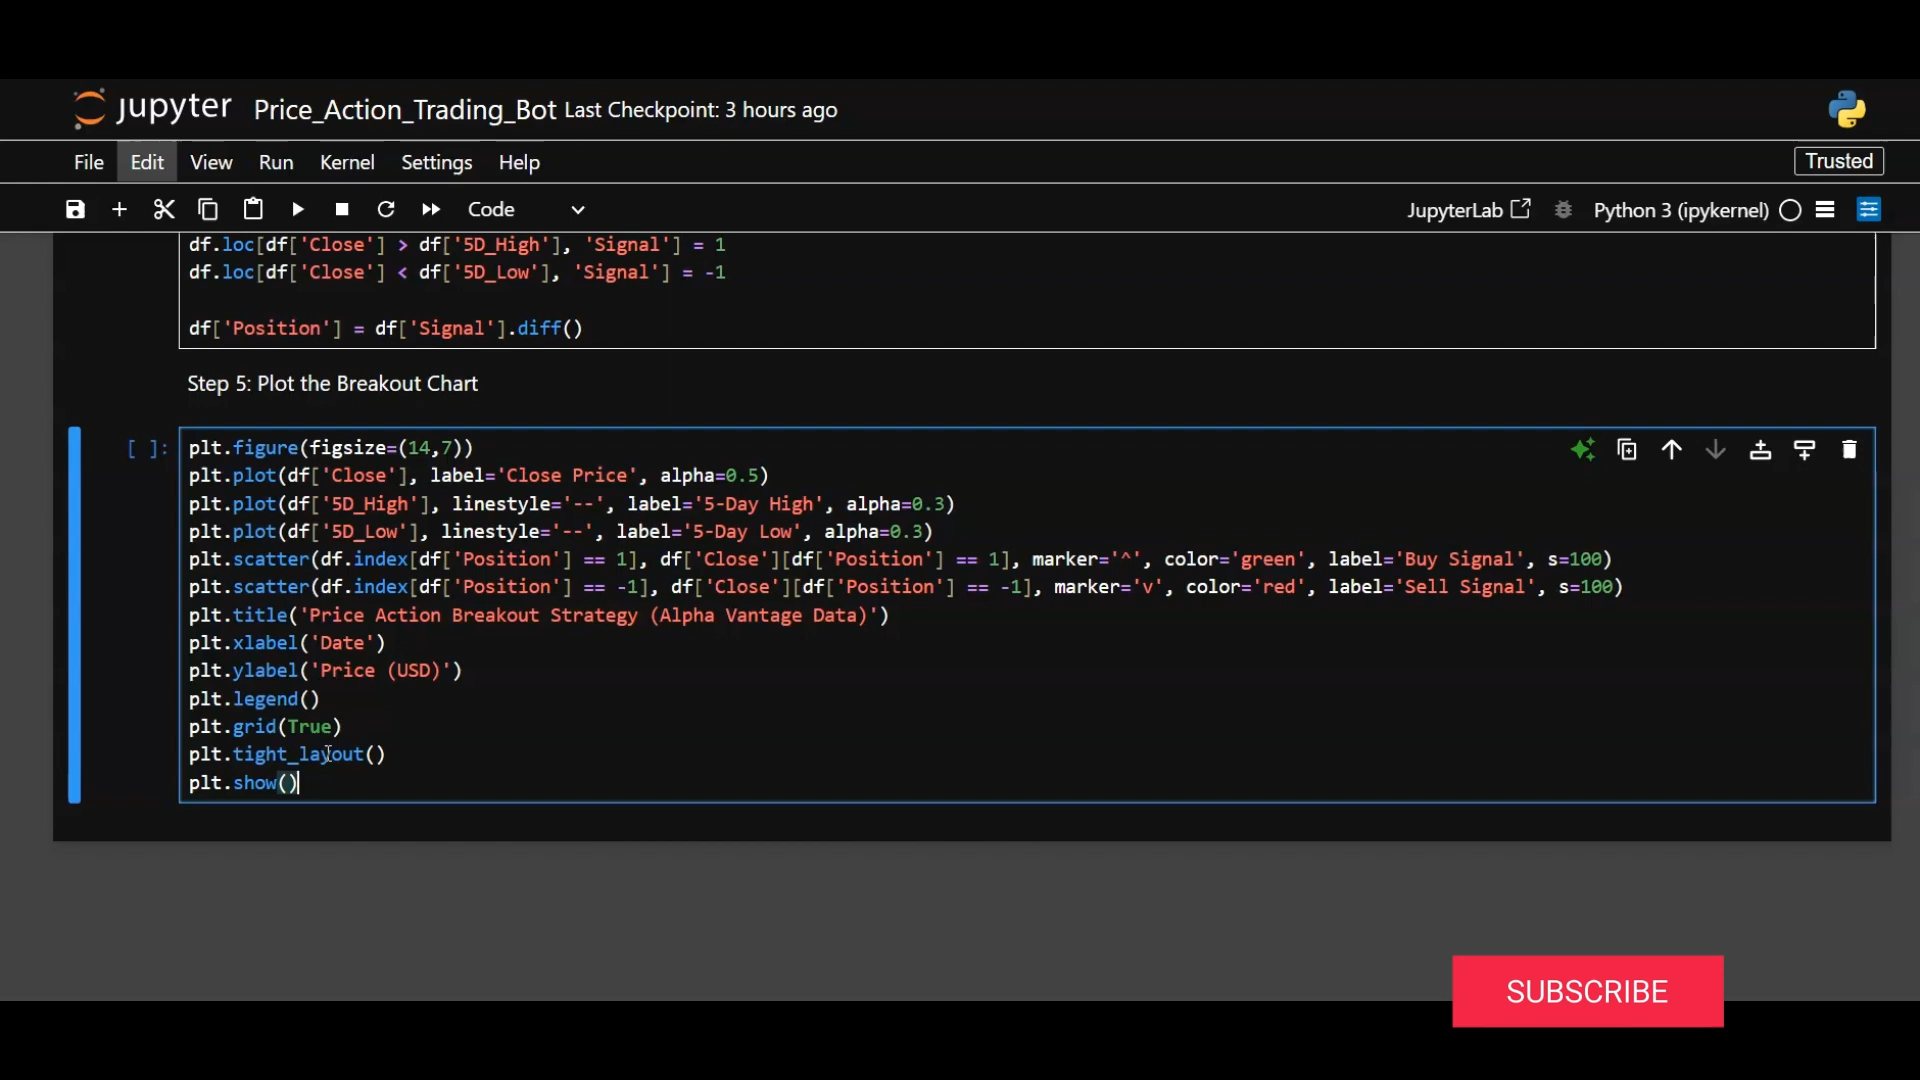 jupyter Price_Action_Trading_Bot Last Checkpoint: 3 hours ago
File Edit View Run Kernel Settings Help Trusted
Code JupyterLab Python 3 (ipykernel)
df.loc[df['Close'] > df['5D_High'], 'Signal'] = 1
df.loc[df['Close'] < df['5D_Low'], 'Signal'] = -1
df['Position'] = df['Signal'].diff()
Step 5: Plot the Breakout Chart
[ ]: plt.figure(figsize=(14,7))
plt.plot(df['Close'], label='Close Price', alpha=0.5)
plt.plot(df['5D_High'], linestyle='--', label='5-Day High', alpha=0.3)
plt.plot(df['5D_Low'], linestyle='--', label='5-Day Low', alpha=0.3)
plt.scatter(df.index[df['Position'] == 1], df['Close'][df['Position'] == 1], marker='^', color='green', label='Buy Signal', s=100)
plt.scatter(df.index[df['Position'] == -1], df['Close'][df['Position'] == -1], marker='v', color='red', label='Sell Signal', s=100)
plt.title('Price Action Breakout Strategy (Alpha Vantage Data)')
plt.xlabel('Date')
plt.ylabel('Price (USD)')
plt.legend()
plt.grid(True)
plt.tight_layout()
plt.show()
SUBSCRIBE